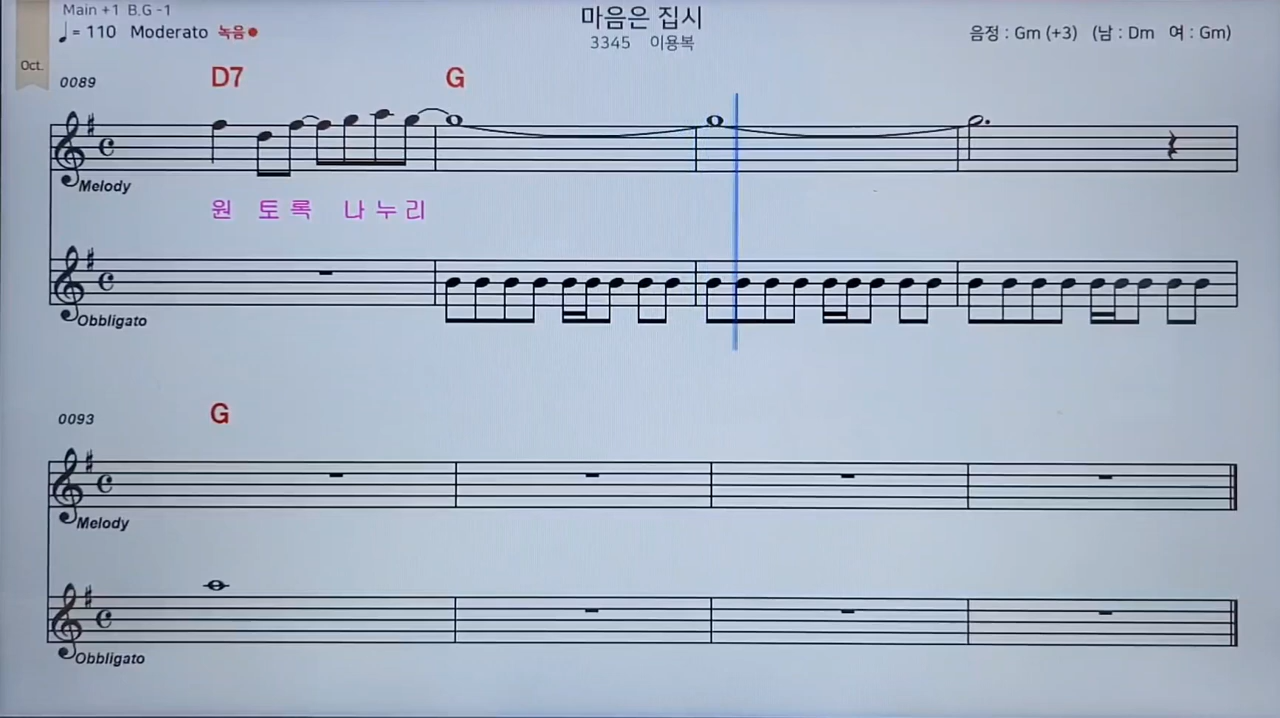 Main +1 B.G -1
마음은 집시
♩= 110 Moderato 녹음●
3345 이용복
음정 : Gm (+3) (남 : Dm 여 : Gm)
Oct.
0089
D7 G
Melody
원 토 록 나 누 리
Obbligato
0093
G
Melody
Obbligato